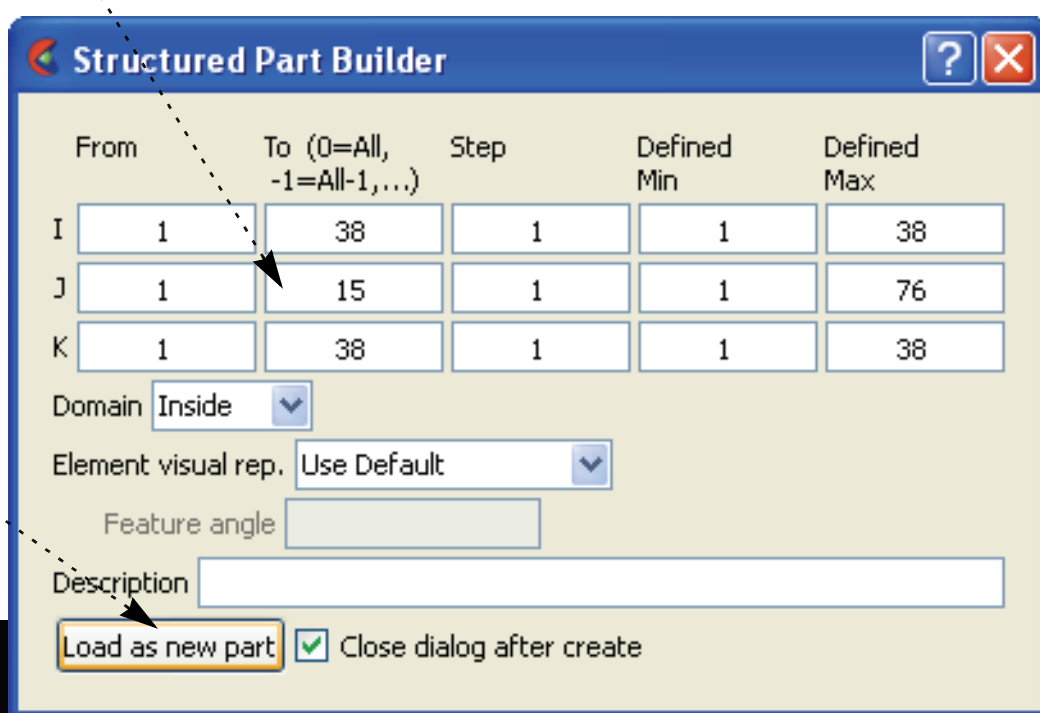 Structured Part Builder
From To (0=All, Step Defined Defined
-1=All-1,...) Min Max
I 1 38 1 1 38
J 1 15 1 1 76
K 1 38 1 1 38
Domain Inside
Element visual rep. Use Default
Feature angle
Description
Load as new part Close dialog after create